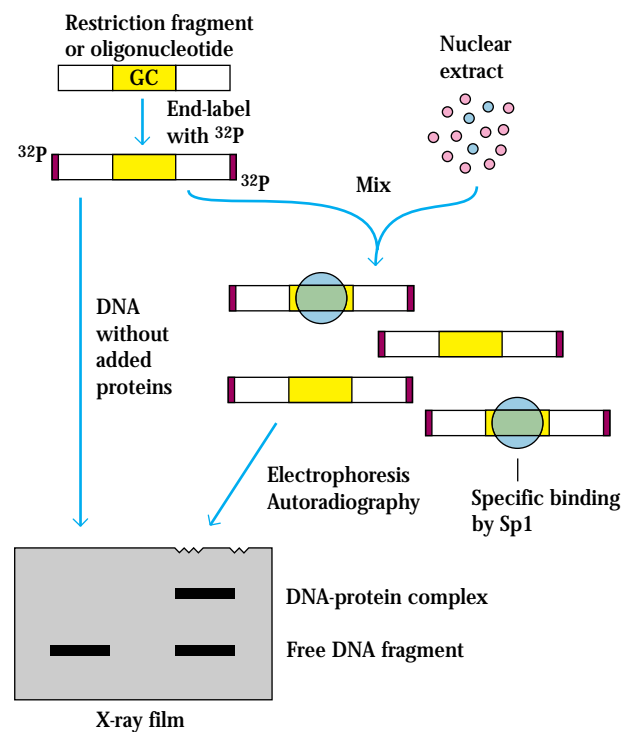 Restriction fragment
or oligonucleotide
GC
End-label
with ³²P
³²P
³²P
Nuclear
extract
Mix
DNA
without
added
proteins
Electrophoresis
Autoradiography
Specific binding
by Sp1
DNA-protein complex
Free DNA fragment
X-ray film